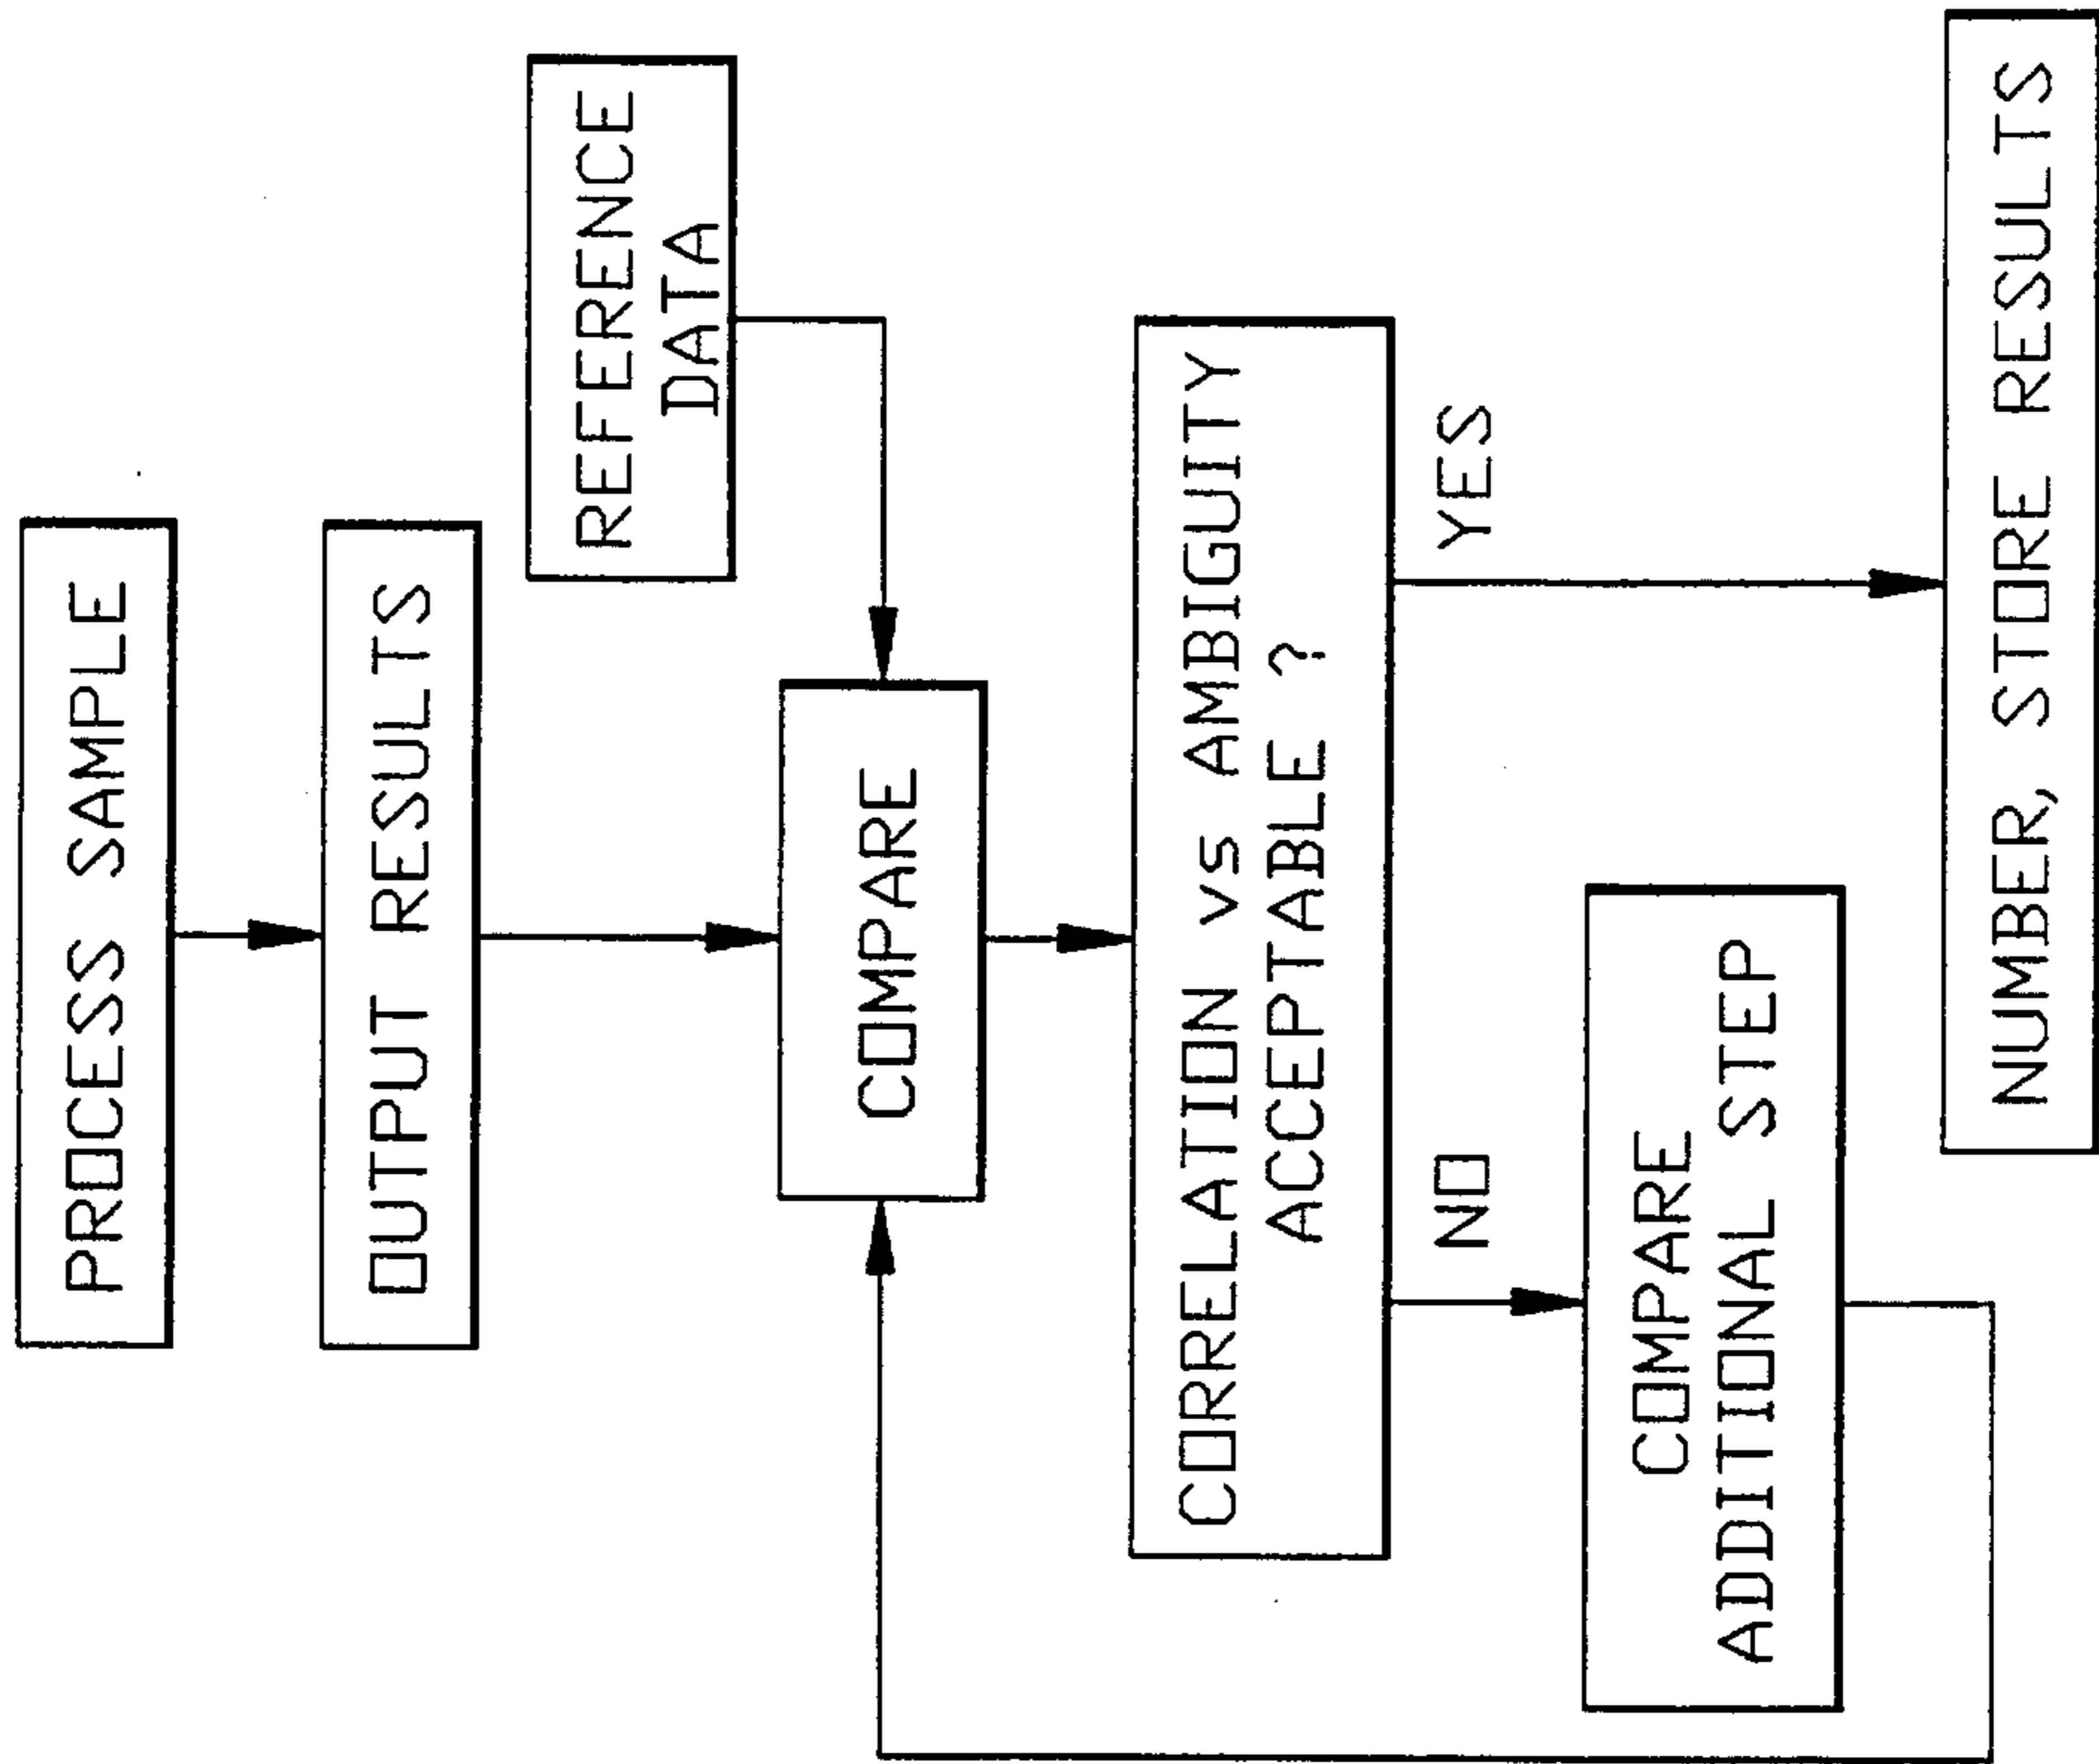 PROCESS SAMPLE
OUTPUT RESULTS
REFERENCE
DATA
COMPARE
CORRELATION vs AMBIGUITY
ACCEPTABLE ?
NO
YES
COMPARE
ADDITIONAL STEP
NUMBER, STORE RESULTS